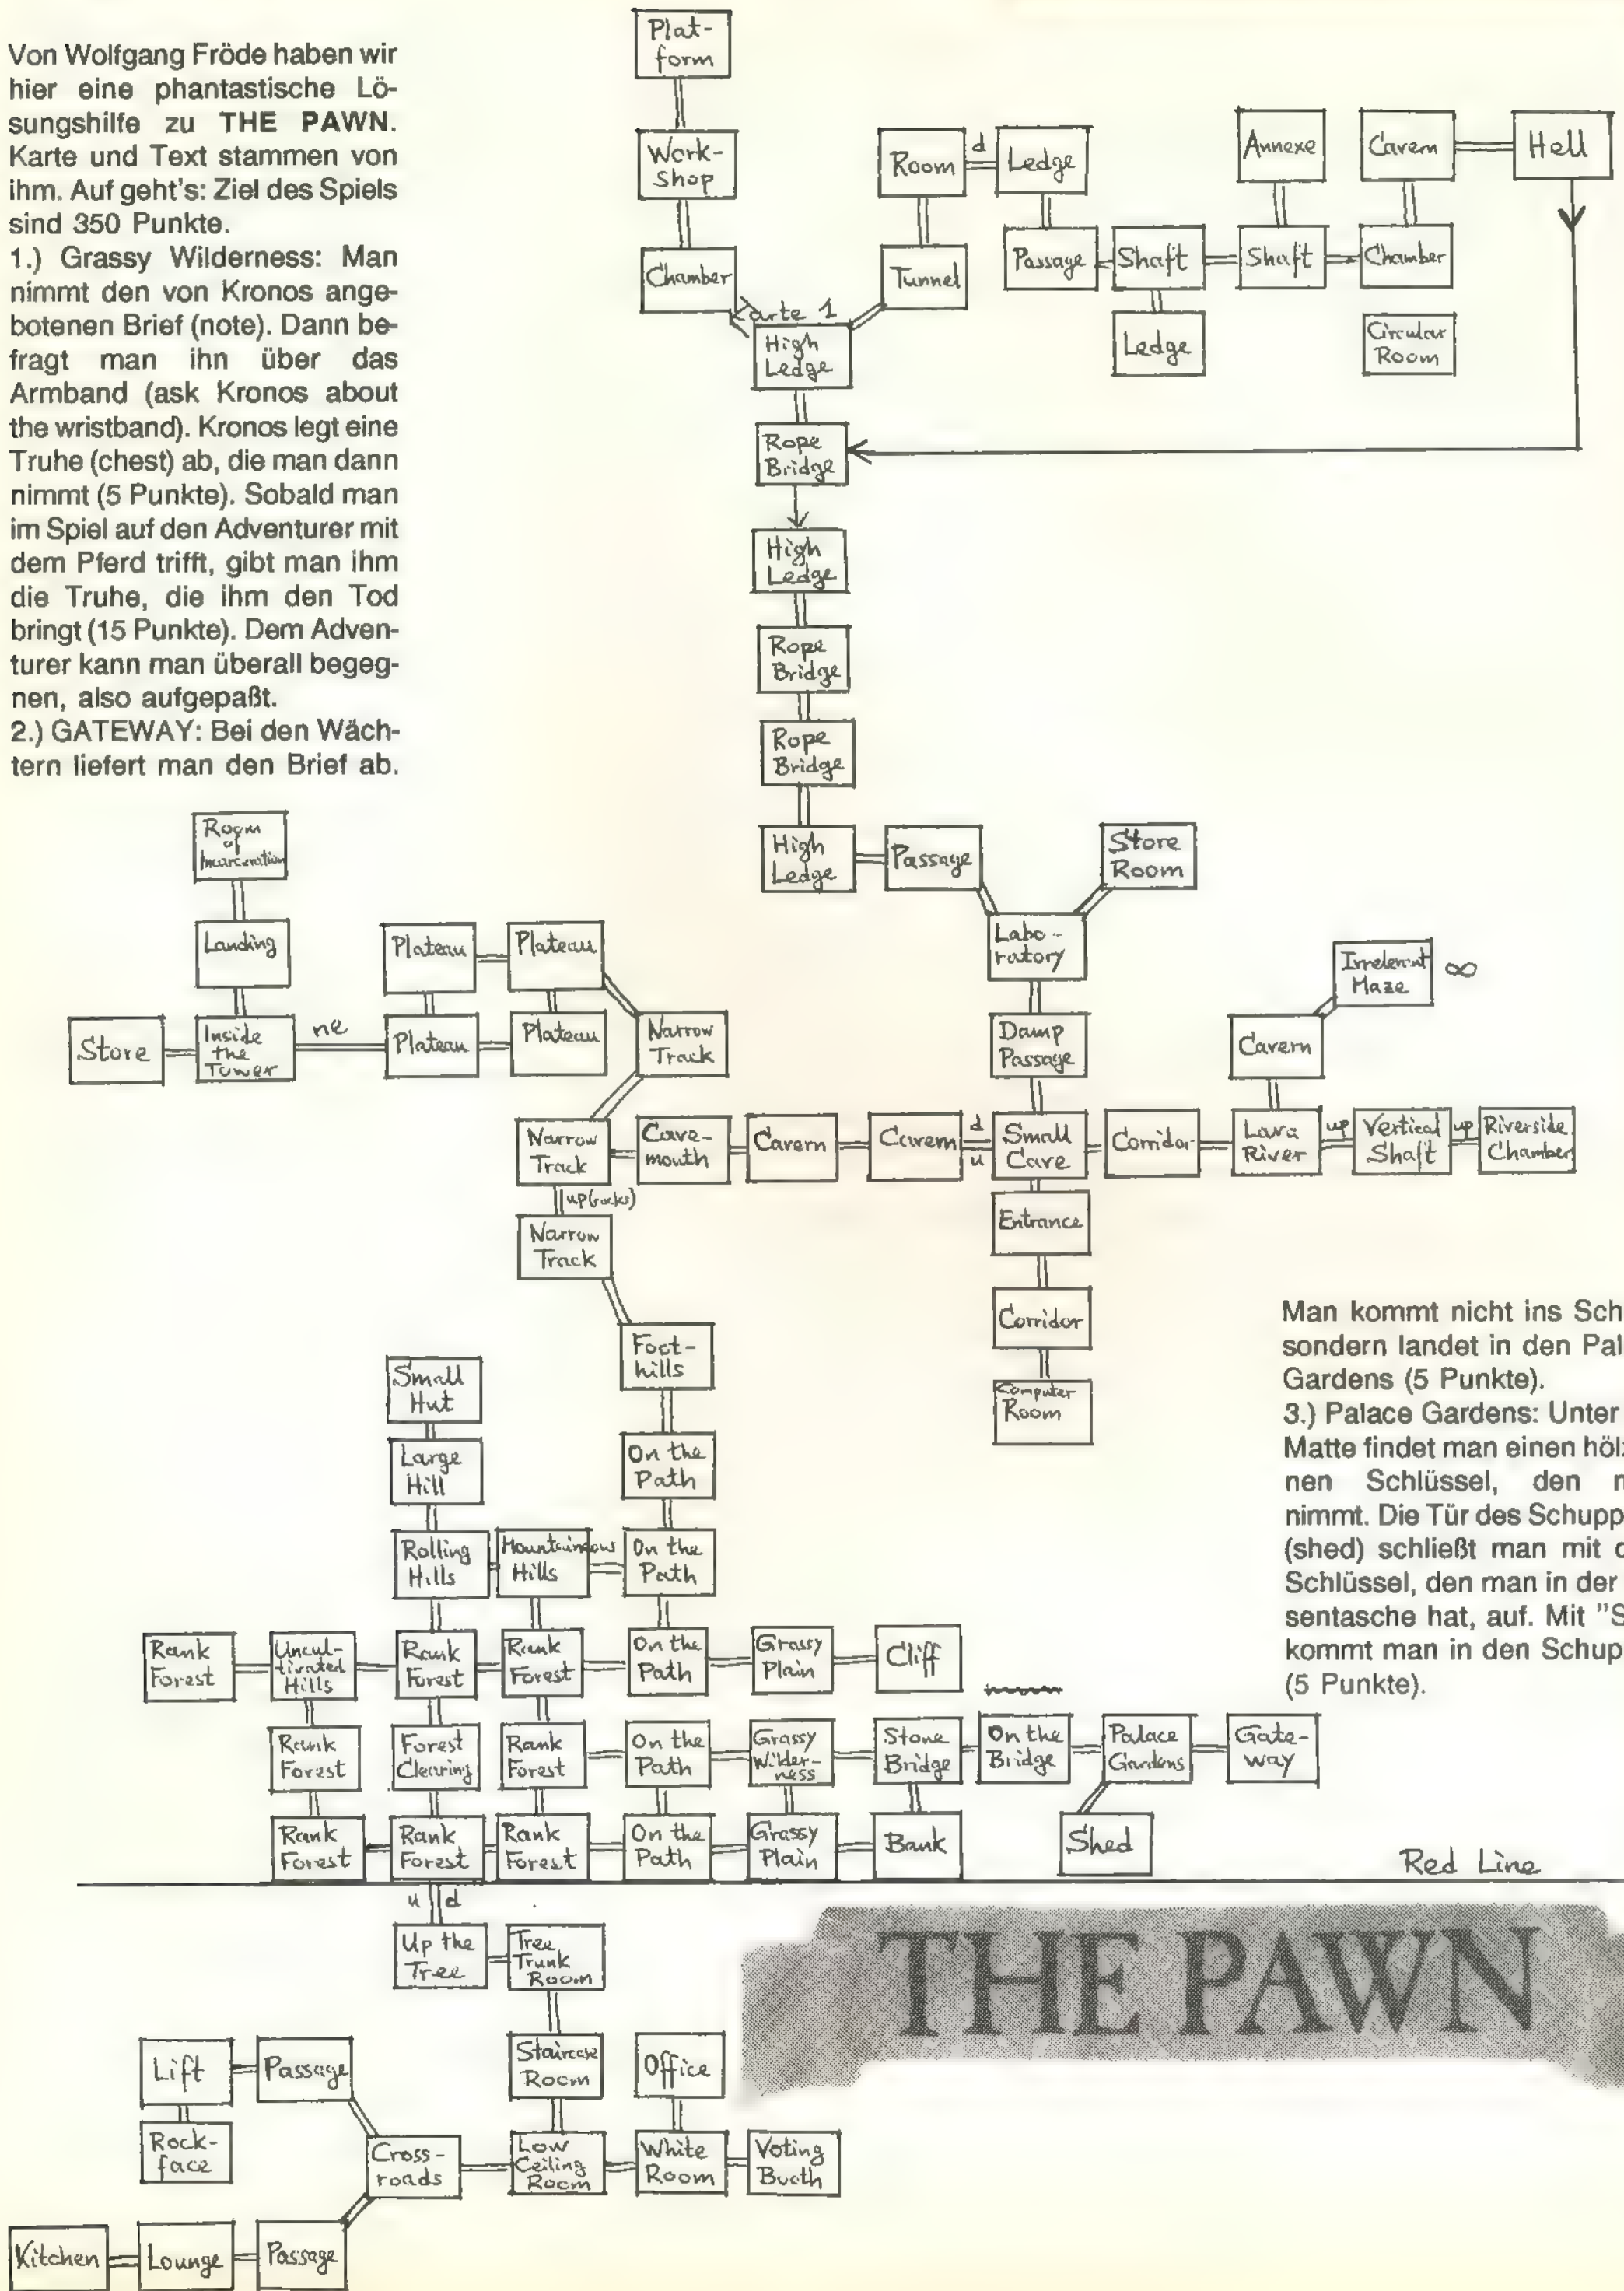 Von Wolfgang Fröde haben wir
hier eine phantastische Lö-
sungshilfe zu THE PAWN.
Karte und Text stammen von
ihm. Auf geht's: Ziel des Spiels
sind 350 Punkte.
1.) Grassy Wilderness: Man
nimmt den von Kronos ange-
botenen Brief (note). Dann be-
fragt man ihn über das
Armband (ask Kronos about
the wristband). Kronos legt eine
Truhe (chest) ab, die man dann
nimmt (5 Punkte). Sobald man
im Spiel auf den Adventurer mit
dem Pferd trifft, gibt man ihm
die Truhe, die ihm den Tod
bringt (15 Punkte). Dem Adven-
turer kann man überall begeg-
nen, also aufgepaßt.
2.) GATEWAY: Bei den Wäch-
tern liefert man den Brief ab.
Plat-
form
Work-
shop
Chamber
Karte 1
Room
d
Ledge
Tunnel
Passage
Shaft
Ledge
Annexe
Shaft
Cavern
Hell
Chamber
Circular
Room
High
Ledge
Rope
Bridge
High
Ledge
Rope
Bridge
Rope
Bridge
High
Ledge
Passage
Store
Room
Labo-
ratory
Damp
Passage
Room
of
Incarceration
Landing
Store
Inside
the
Tower
ne
Plateau
Plateau
Plateau
Plateau
Narrow
Track
Narrow
Track
Cave-
mouth
Cavern
Cavern
d
u
Small
Cave
Corridor
Lava
River
up
Vertical
Shaft
up
Riverside
Chamber
Cavern
Irrelevant
Maze
∞
up (rocks)
Narrow
Track
Entrance
Corridor
Computer
Room
Foot-
hills
On the
Path
Small
Hut
Large
Hill
Rolling
Hills
Mountaineous
Hills
On the
Path
Man kommt nicht ins Sch
sondern landet in den Pal
Gardens (5 Punkte).
3.) Palace Gardens: Unter
Matte findet man einen höl
nen Schlüssel, den
nimmt. Die Tür des Schupp
(shed) schließt man mit
Schlüssel, den man in der
sentasche hat, auf. Mit "S
kommt man in den Schup
(5 Punkte).
Rank
Forest
Uncul-
tivated
Hills
Rank
Forest
Rank
Forest
On the
Path
Grassy
Plain
Cliff
Rank
Forest
Forest
Clearing
Rank
Forest
On the
Path
Grassy
Wilder-
ness
Stone
Bridge
On the
Bridge
Palace
Gardens
Gate-
way
Rank
Forest
Rank
Forest
Rank
Forest
On the
Path
Grassy
Plain
Bank
Shed
Red Line
u d
Up the
Tree
Tree
Trunk
Room
THE PAWN
Lift
Passage
Staircase
Room
Office
Rock-
face
Cross-
roads
Low
Ceiling
Room
White
Room
Voting
Booth
Kitchen
Lounge
Passage